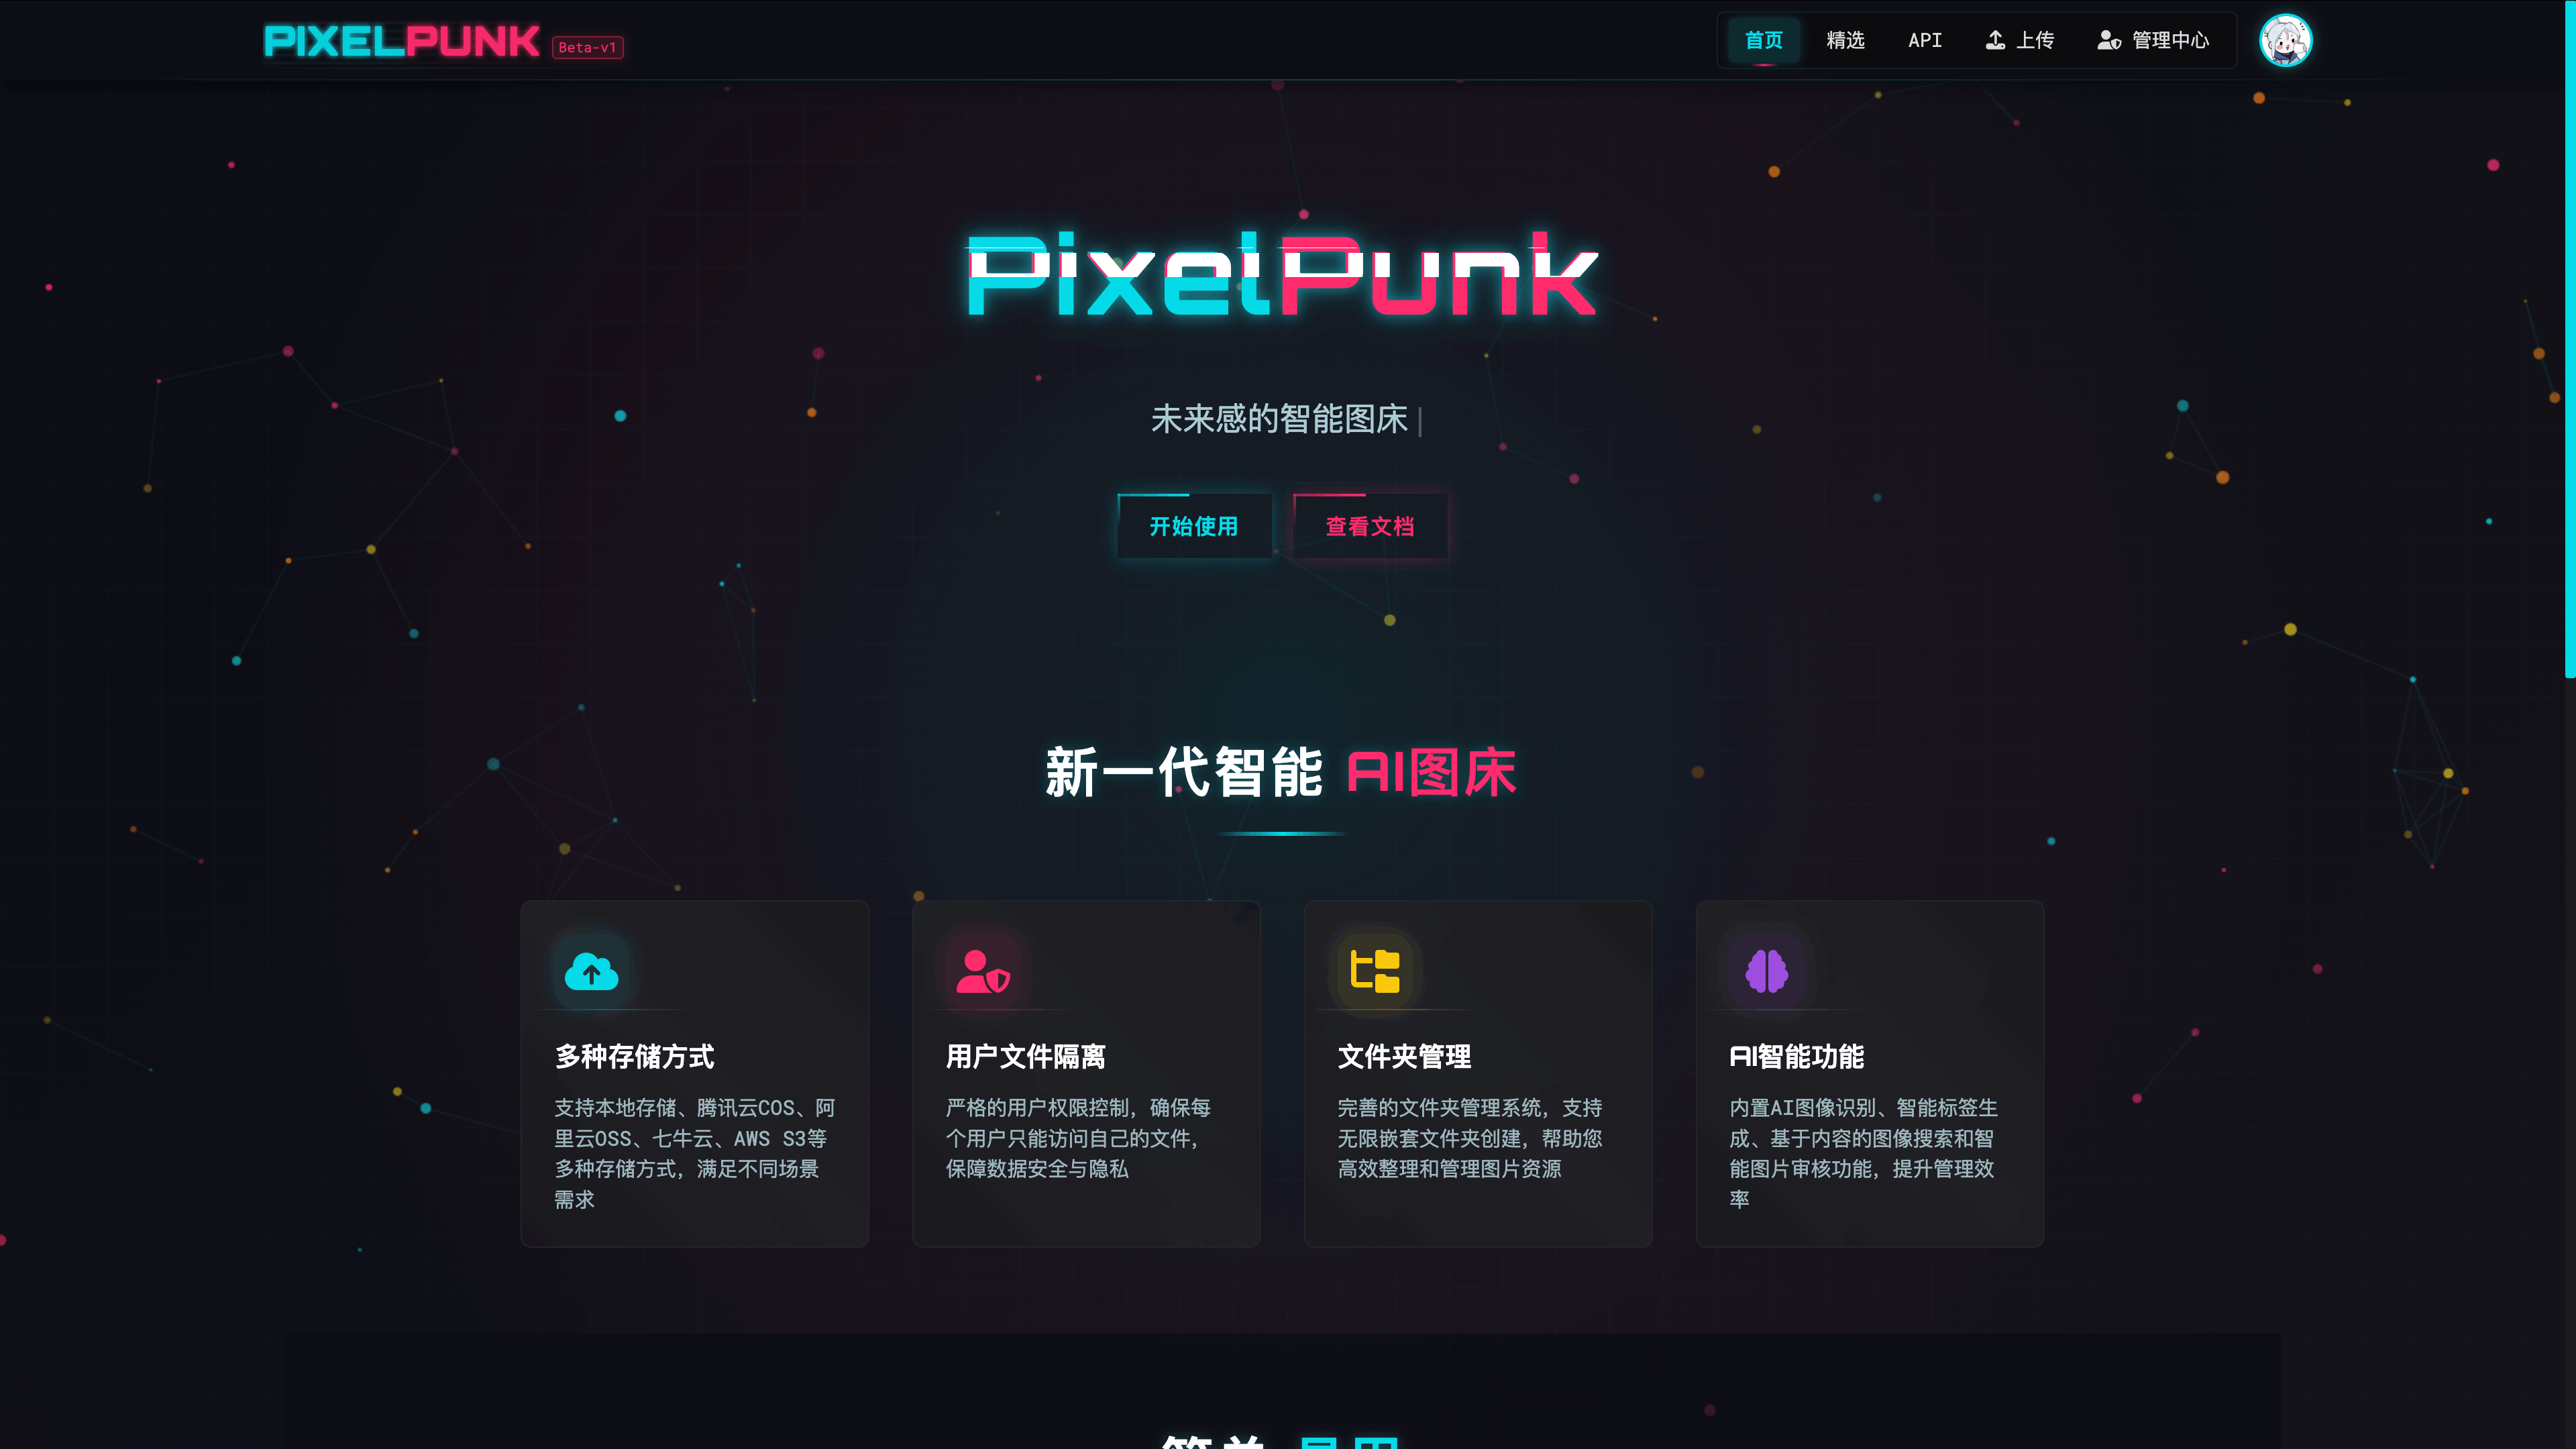 PIXELPUNK Beta-v1
首页 精选 API 上传 管理中心
PixelPunk
未来感的智能图床
开始使用 查看文档
新一代智能 AI图床
多种存储方式
支持本地存储、腾讯云COS、阿
里云OSS、七牛云、AWS S3等
多种存储方式，满足不同场景
需求
用户文件隔离
严格的用户权限控制，确保每
个用户只能访问自己的文件，
保障数据安全与隐私
文件夹管理
完善的文件夹管理系统，支持
无限嵌套文件夹创建，帮助您
高效整理和管理图片资源
AI智能功能
内置AI图像识别、智能标签生
成、基于内容的图像搜索和智
能图片审核功能，提升管理效
率